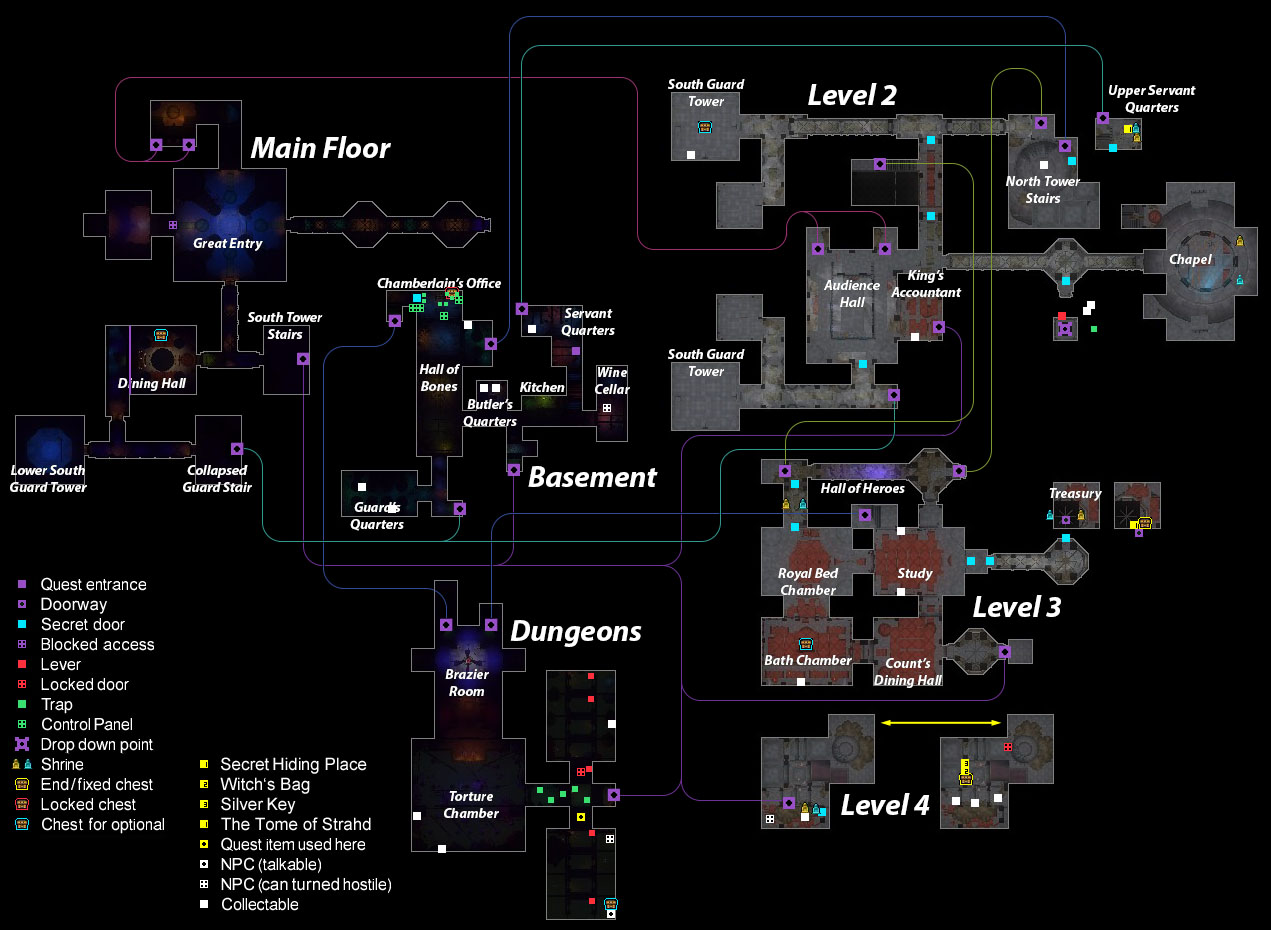 South Guard
Tower
Level 2
Upper Servant
Quarters
Main Floor
North Tower
Stairs
Great Entry
Chapel
Chamberlain's Office
Audience
Hall
King's
Accountant
South Tower
Stairs
Servant
Quarters
Dining Hall
Hall of
Bones
Wine
Cellar
Kitchen
Butler's
Quarters
South Guard
Tower
Lower South
Guard Tower
Collapsed
Guard Stair
Basement
Guards
Quarters
Hall of Heroes
Treasury
Royal Bed
Chamber
Study
Level 3
Dungeons
Bath Chamber
Count's
Dining Hall
Brazier
Room
Torture
Chamber
Level 4
Quest entrance
Doorway
Secret door
Blocked access
Lever
Locked door
Trap
Control Panel
Drop down point
Shrine
End/fixed chest
Locked chest
Chest for optional
Secret Hiding Place
Witch's Bag
Silver Key
The Tome of Strahd
Quest item used here
NPC (talkable)
NPC (can turned hostile)
Collectable